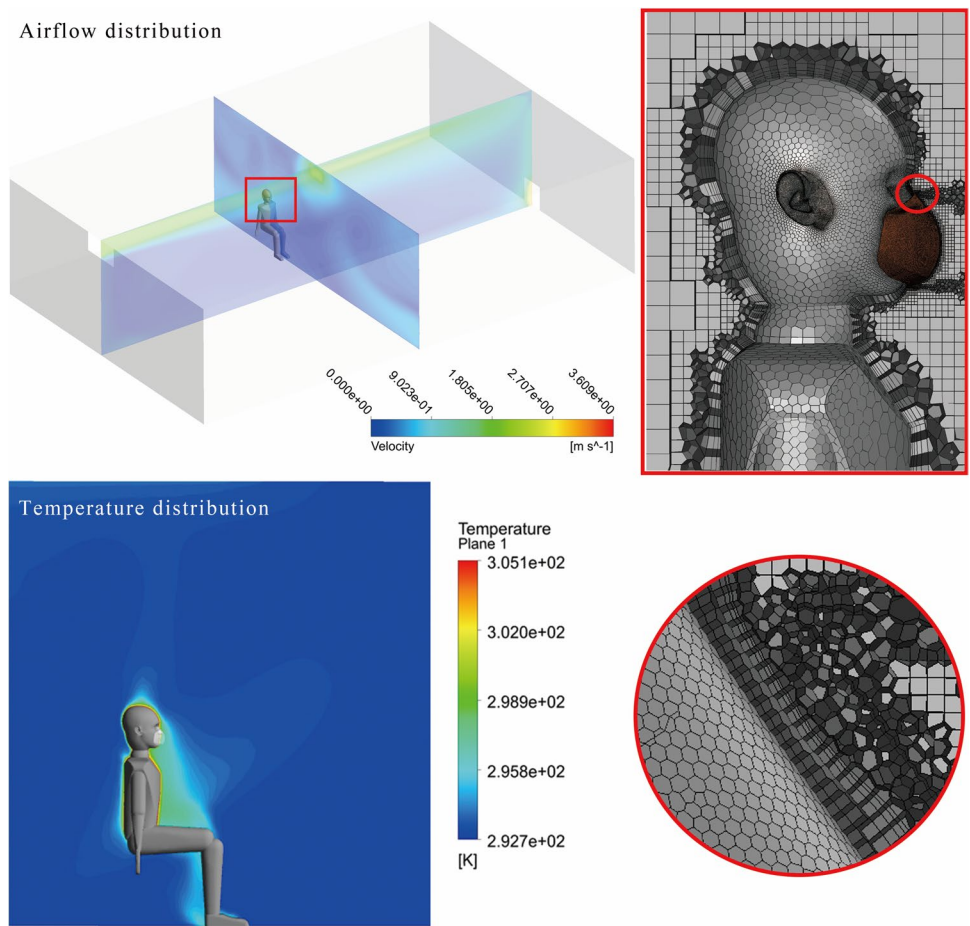 Airflow distribution
0.000e+00
9.023e-01
1.805e+00
2.707e+00
3.609e+00
Velocity
[m s^-1]
Temperature distribution
Temperature
Plane 1
3.051e+02
3.020e+02
2.989e+02
2.958e+02
2.927e+02
[K]